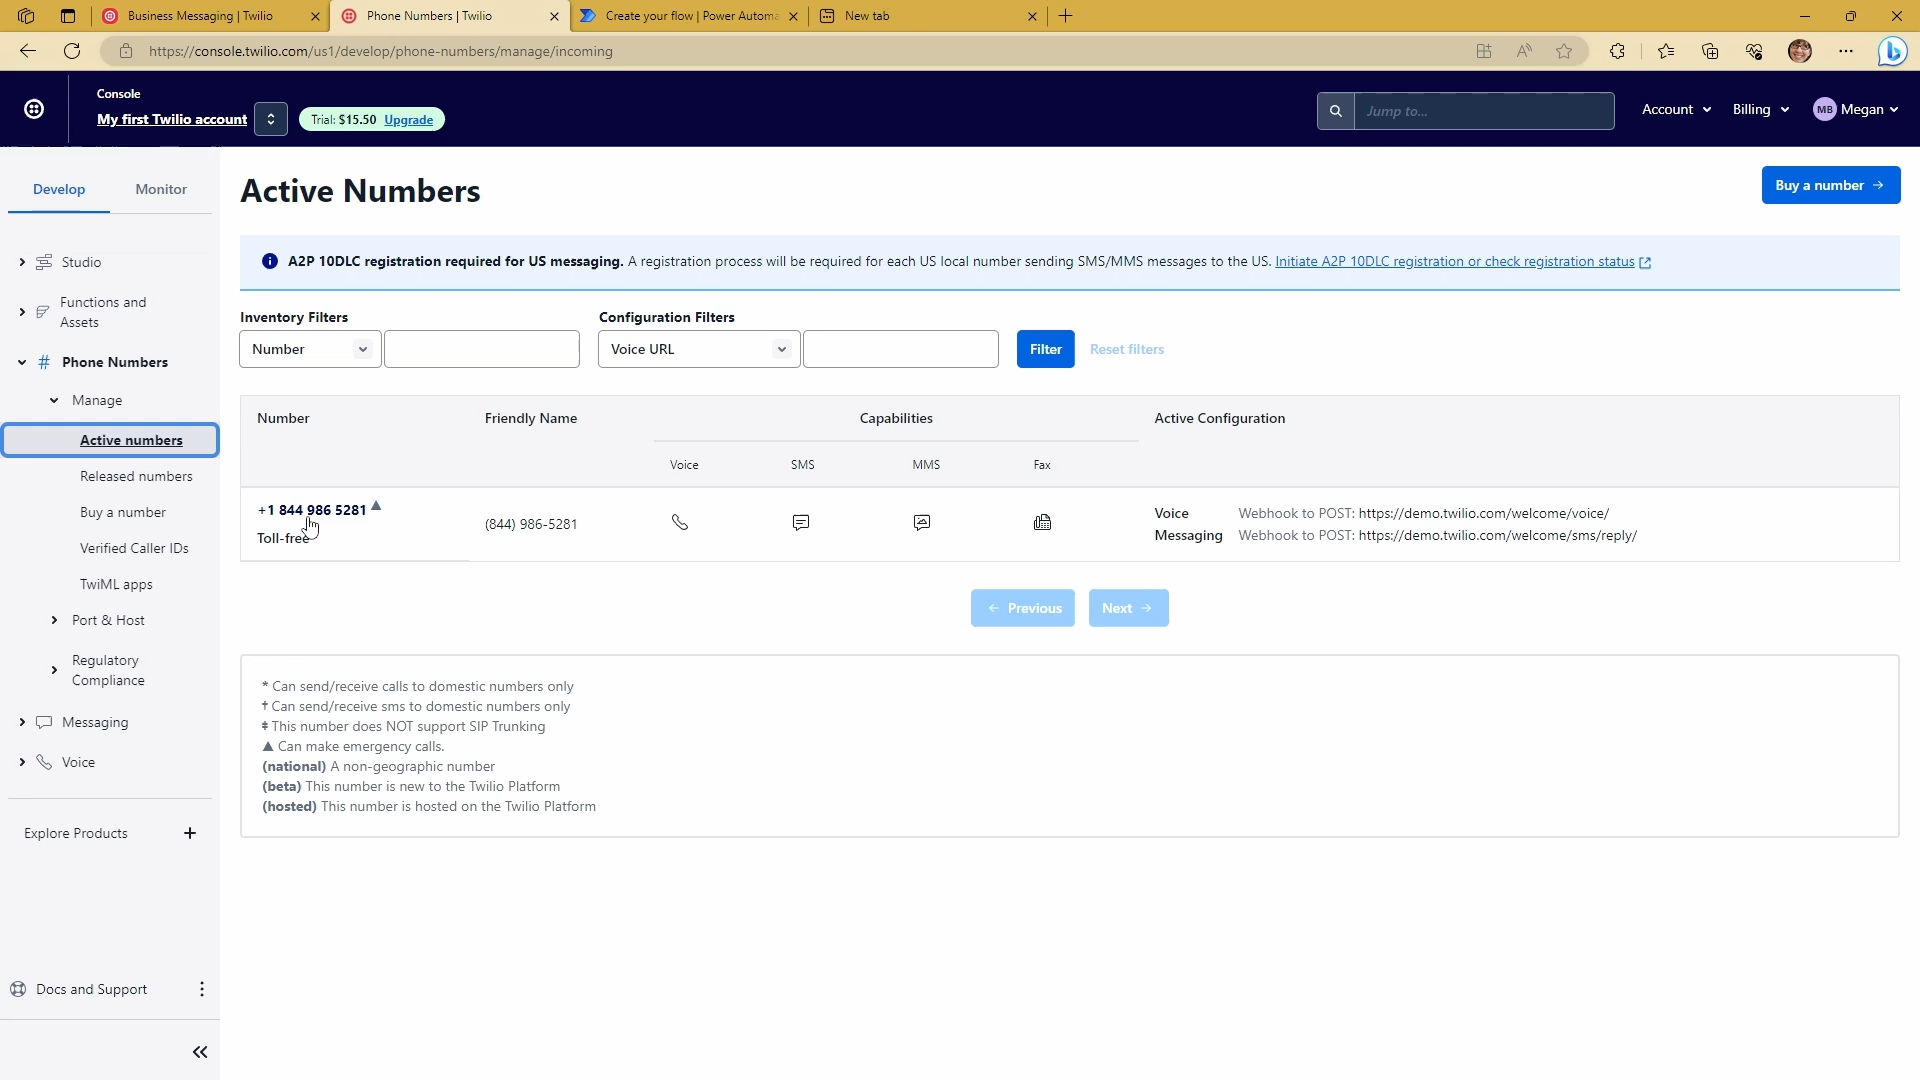 Business Messaging | Twilio
Phone Numbers | Twilio
Create your flow | Power Automa
New tab
https://console.twilio.com/us1/develop/phone-numbers/manage/incoming
Console
My first Twilio account
Trial: $15.50 Upgrade
Jump to...
Account
Billing
MB Megan
Develop
Monitor
Studio
Functions and
Assets
# Phone Numbers
Manage
Active numbers
Released numbers
Buy a number
Verified Caller IDs
TwiML apps
Port & Host
Regulatory
Compliance
Messaging
Voice
Explore Products +
Docs and Support
Active Numbers
Buy a number →
A2P 10DLC registration required for US messaging. A registration process will be required for each US local number sending SMS/MMS messages to the US. Initiate A2P 10DLC registration or check registration status
Inventory Filters
Configuration Filters
Number
Voice URL
Filter
Reset filters
Number
Friendly Name
Capabilities
Active Configuration
Voice
SMS
MMS
Fax
+1 844 986 5281 ▲
Toll-free
(844) 986-5281
Voice Webhook to POST: https://demo.twilio.com/welcome/voice/
Messaging Webhook to POST: https://demo.twilio.com/welcome/sms/reply/
← Previous
Next →
* Can send/receive calls to domestic numbers only
† Can send/receive sms to domestic numbers only
‡ This number does NOT support SIP Trunking
▲ Can make emergency calls.
(national) A non-geographic number
(beta) This number is new to the Twilio Platform
(hosted) This number is hosted on the Twilio Platform